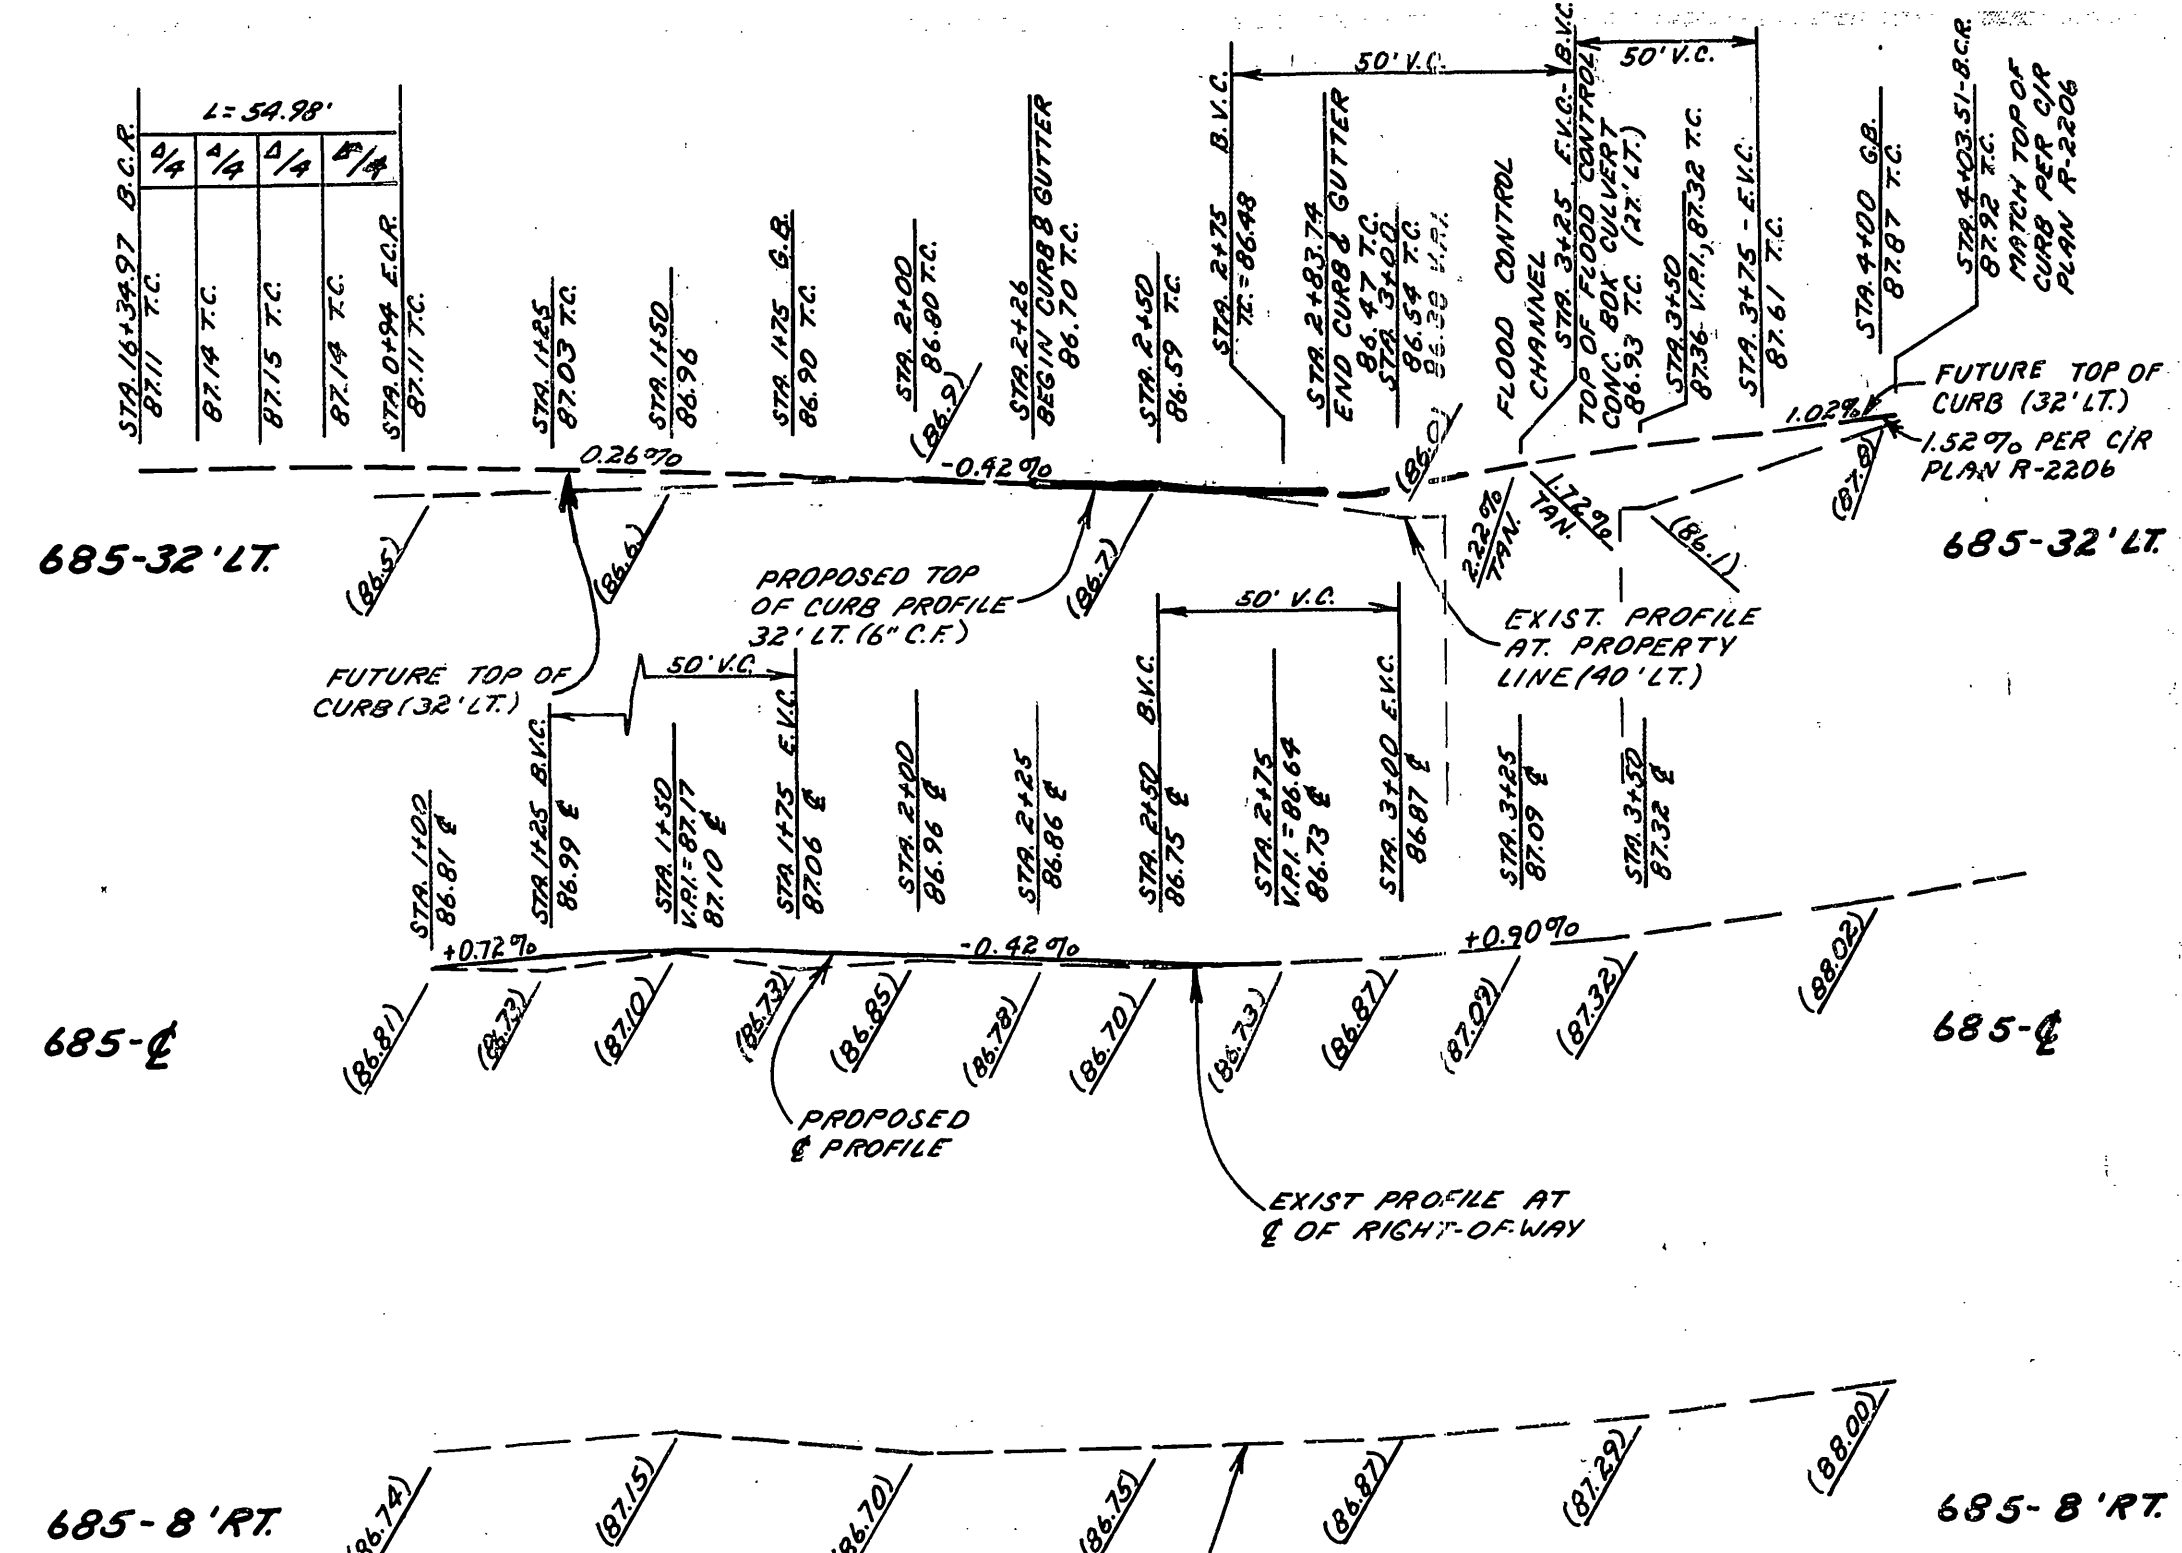 L = 54.98'
Δ/4 Δ/4 Δ/4 Δ/4
STA. 16+34.97 B.C.R.
87.11 T.C.
87.14 T.C.
87.15 T.C.
87.14 T.C.
STA. 0+94 E.C.R.
87.11 T.C.
STA. 1+25
87.03 T.C.
STA. 1+50
86.96
STA. 1+75 G.B.
86.90 T.C.
STA. 2+00
86.80 T.C.
(86.9)
STA. 2+26
BEGIN CURB & GUTTER
86.70 T.C.
STA. 2+50
86.59 T.C.
50' V.C.
STA. 2+75 B.V.C.
T.C. = 86.48
STA. 2+83.74
END CURB & GUTTER
86.47 T.C.
STA. 3+00
86.54 T.C.
V.P.I.
(86.0)
FLOOD CONTROL
CHANNEL
STA. 3+25 E.V.C.- B.V.C.
TOP OF FLOOD CONTROL
CONC. BOX CULVERT
86.93 T.C. (27' LT.)
50' V.C.
STA. 3+50
87.36 V.P.I., 87.32 T.C.
STA. 3+75 - E.V.C.
87.61 T.C.
STA. 4+00 G.B.
87.87 T.C.
STA. 4+03.51-B.C.R.
87.92 T.C.
MATCH TOP OF
CURB PER C/R
PLAN R-2206
FUTURE TOP OF
CURB (32' LT.)
1.02%
1.52% PER C/R
PLAN R-2206
0.26%
-0.42%
2.22%
TAN.
1.72%
TAN.
(86.1)
(87.8)
685-32' LT.
685-32' LT.
(86.5)
(86.6)
PROPOSED TOP
OF CURB PROFILE
32' LT. (6" C.F.)
(86.7)
EXIST. PROFILE
AT. PROPERTY
LINE (40' LT.)
FUTURE TOP OF
CURB (32' LT.)
50' V.C.
50' V.C.
STA. 1+00
86.81 ℄
STA. 1+25 B.V.C.
86.99 ℄
STA. 1+50
V.P.I. = 87.17
87.10 ℄
STA. 1+75 E.V.C.
87.06 ℄
STA. 2+00
86.96 ℄
STA. 2+25
86.86 ℄
STA. 2+50 B.V.C.
86.75 ℄
STA. 2+75
V.P.I. = 86.64
86.73 ℄
STA. 3+00 E.V.C.
86.87 ℄
STA. 3+25
87.09 ℄
STA. 3+50
87.32 ℄
+0.72%
-0.42%
+0.90%
685-℄
(86.81)
(86.73)
(87.10)
(86.73)
(86.85)
(86.78)
(86.70)
(86.73)
(86.87)
(87.09)
(87.32)
(88.02)
685-℄
PROPOSED
℄ PROFILE
EXIST PROFILE AT
℄ OF RIGHT-OF-WAY
685-8' RT.
86.74)
(87.15)
86.70)
(86.75)
(86.87)
(87.29)
(88.00)
685-8' RT.